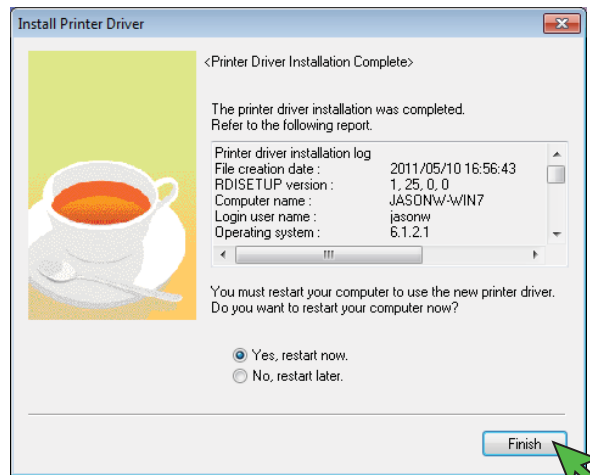 Install Printer Driver
<Printer Driver Installation Complete>
The printer driver installation was completed.
Refer to the following report.
Printer driver installation log
File creation date : 2011/05/10 16:56:43
RDISETUP version : 1, 25, 0, 0
Computer name : JASONW-WIN7
Login user name : jasonw
Operating system : 6.1.2.1
You must restart your computer to use the new printer driver.
Do you want to restart your computer now?
Yes, restart now.
No, restart later.
Finish